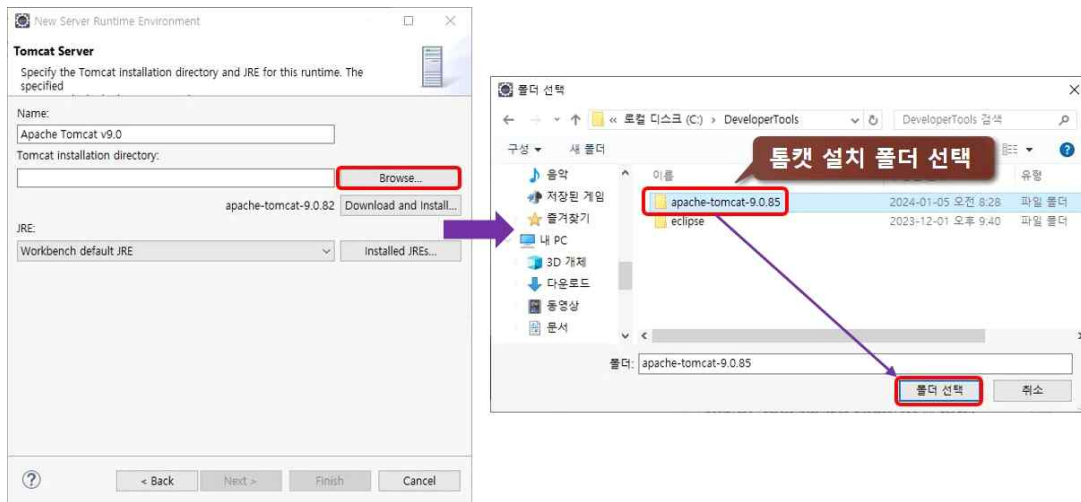 New Server Runtime Environment
Tomcat Server
Specify the Tomcat installation directory and JRE for this runtime. The
specified
Name:
Apache Tomcat v9.0
Tomcat installation directory:
Browse...
apache-tomcat-9.0.82 Download and Install...
JRE:
Workbench default JRE
Installed JREs...
< Back
Next >
Finish
Cancel
폴더 선택
« 로컬 디스크 (C:) › DeveloperTools
DeveloperTools 검색
구성
새 폴더
톰캣 설치 폴더 선택
음악
저장된 게임
즐겨찾기
내 PC
3D 개체
다운로드
동영상
문서
이름
유형
apache-tomcat-9.0.85 2024-01-05 오전 8:28 파일 폴더
eclipse 2023-12-01 오후 9:40 파일 폴더
폴더: apache-tomcat-9.0.85
폴더 선택
취소